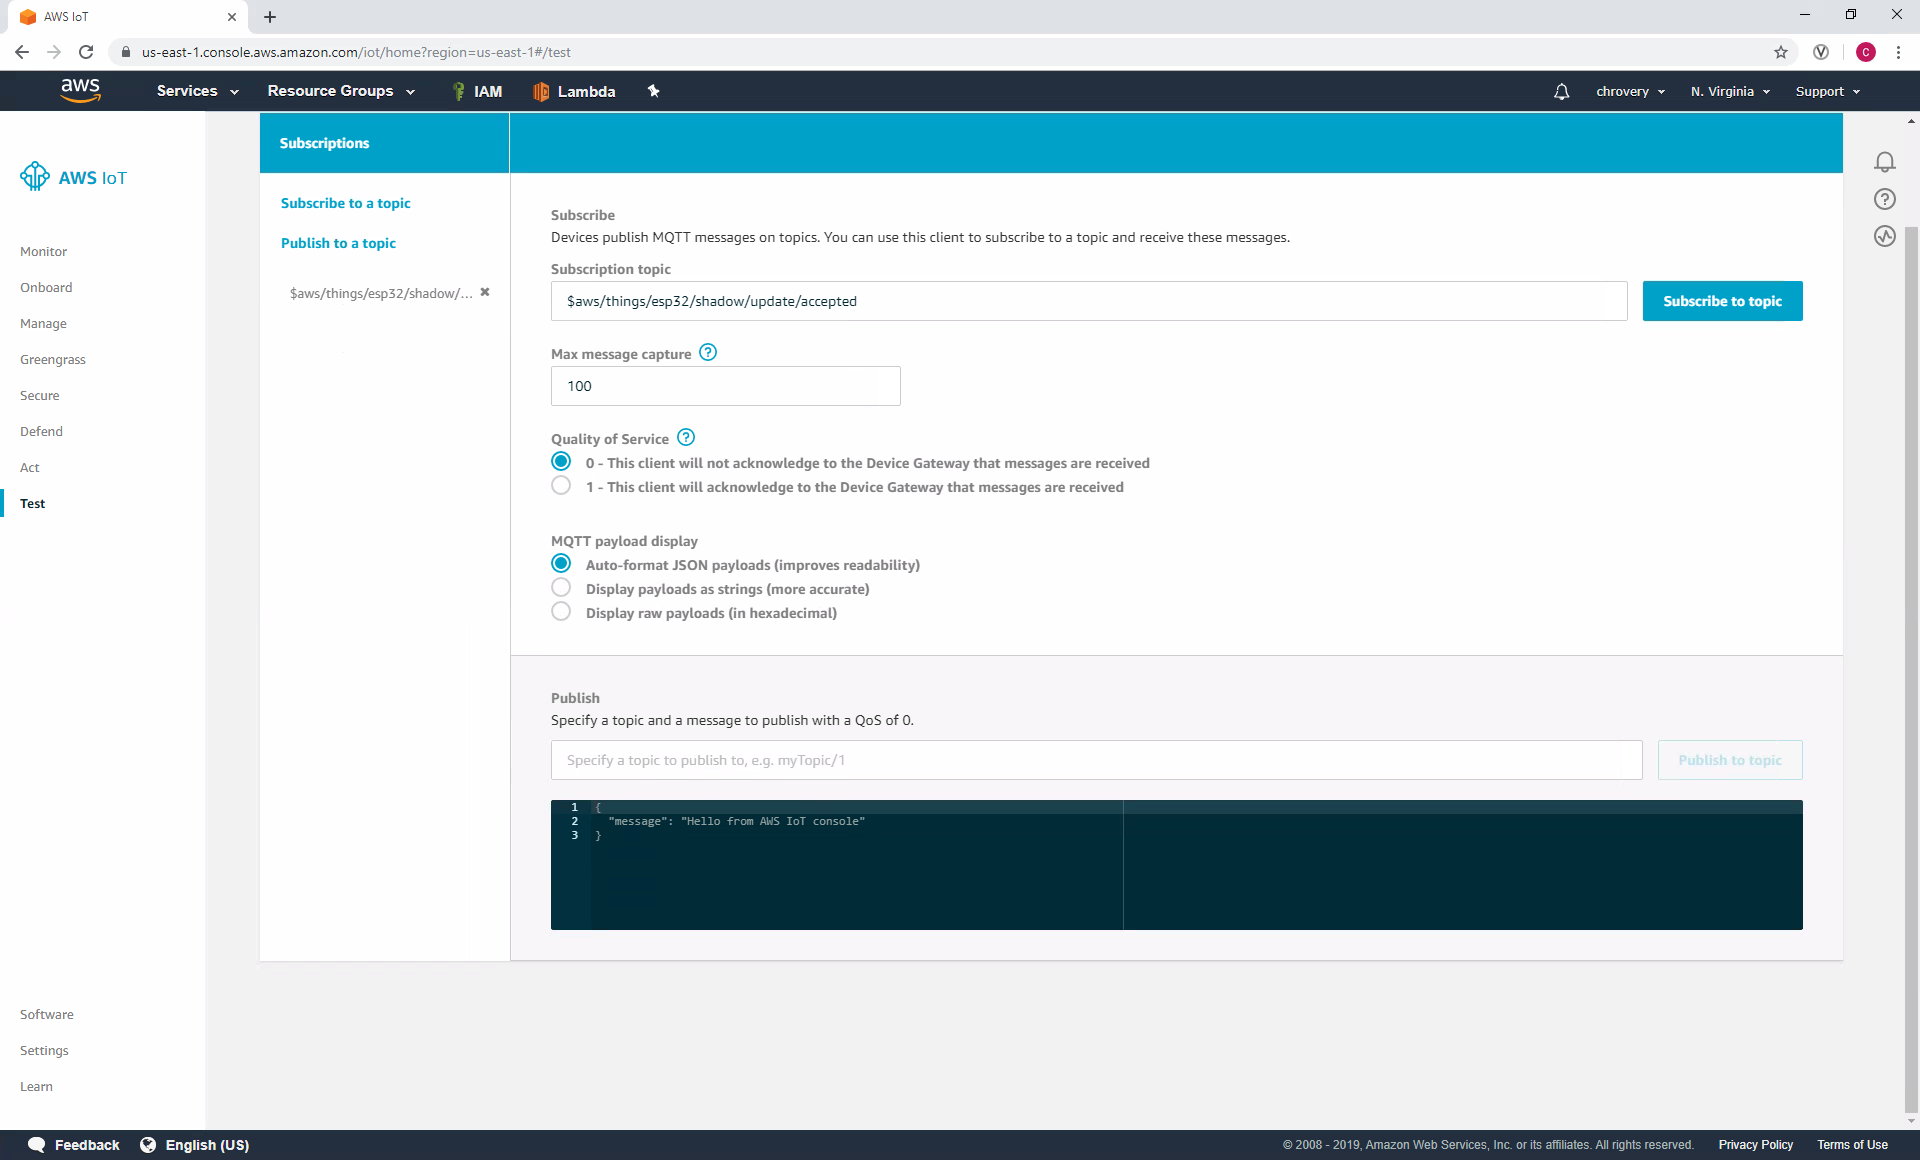 AWS IoT
us-east-1.console.aws.amazon.com/iot/home?region=us-east-1#/test
C
aws
Services
Resource Groups
IAM
Lambda
chrovery
N. Virginia
Support
AWS IoT
Monitor
Onboard
Manage
Greengrass
Secure
Defend
Act
Test
Software
Settings
Learn
Subscriptions
Subscribe to a topic
Publish to a topic
$aws/things/esp32/shadow/...
Subscribe
Devices publish MQTT messages on topics. You can use this client to subscribe to a topic and receive these messages.
Subscription topic
$aws/things/esp32/shadow/update/accepted
Subscribe to topic
Max message capture
100
Quality of Service
0 - This client will not acknowledge to the Device Gateway that messages are received
1 - This client will acknowledge to the Device Gateway that messages are received
MQTT payload display
Auto-format JSON payloads (improves readability)
Display payloads as strings (more accurate)
Display raw payloads (in hexadecimal)
Publish
Specify a topic and a message to publish with a QoS of 0.
Specify a topic to publish to, e.g. myTopic/1
Publish to topic
1 {
2 "message": "Hello from AWS IoT console"
3 }
Feedback
English (US)
© 2008 - 2019, Amazon Web Services, Inc. or its affiliates. All rights reserved.
Privacy Policy
Terms of Use